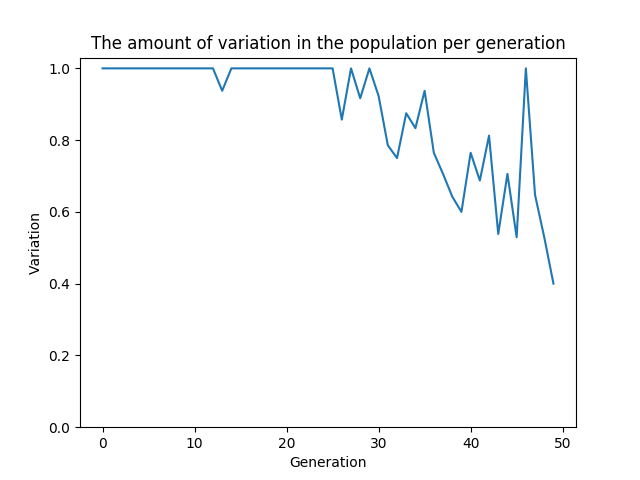 The amount of variation in the population per generation
1.0
0.8
0.6
0.4
0.2
0.0
Variation
0 10 20 30 40 50
Generation